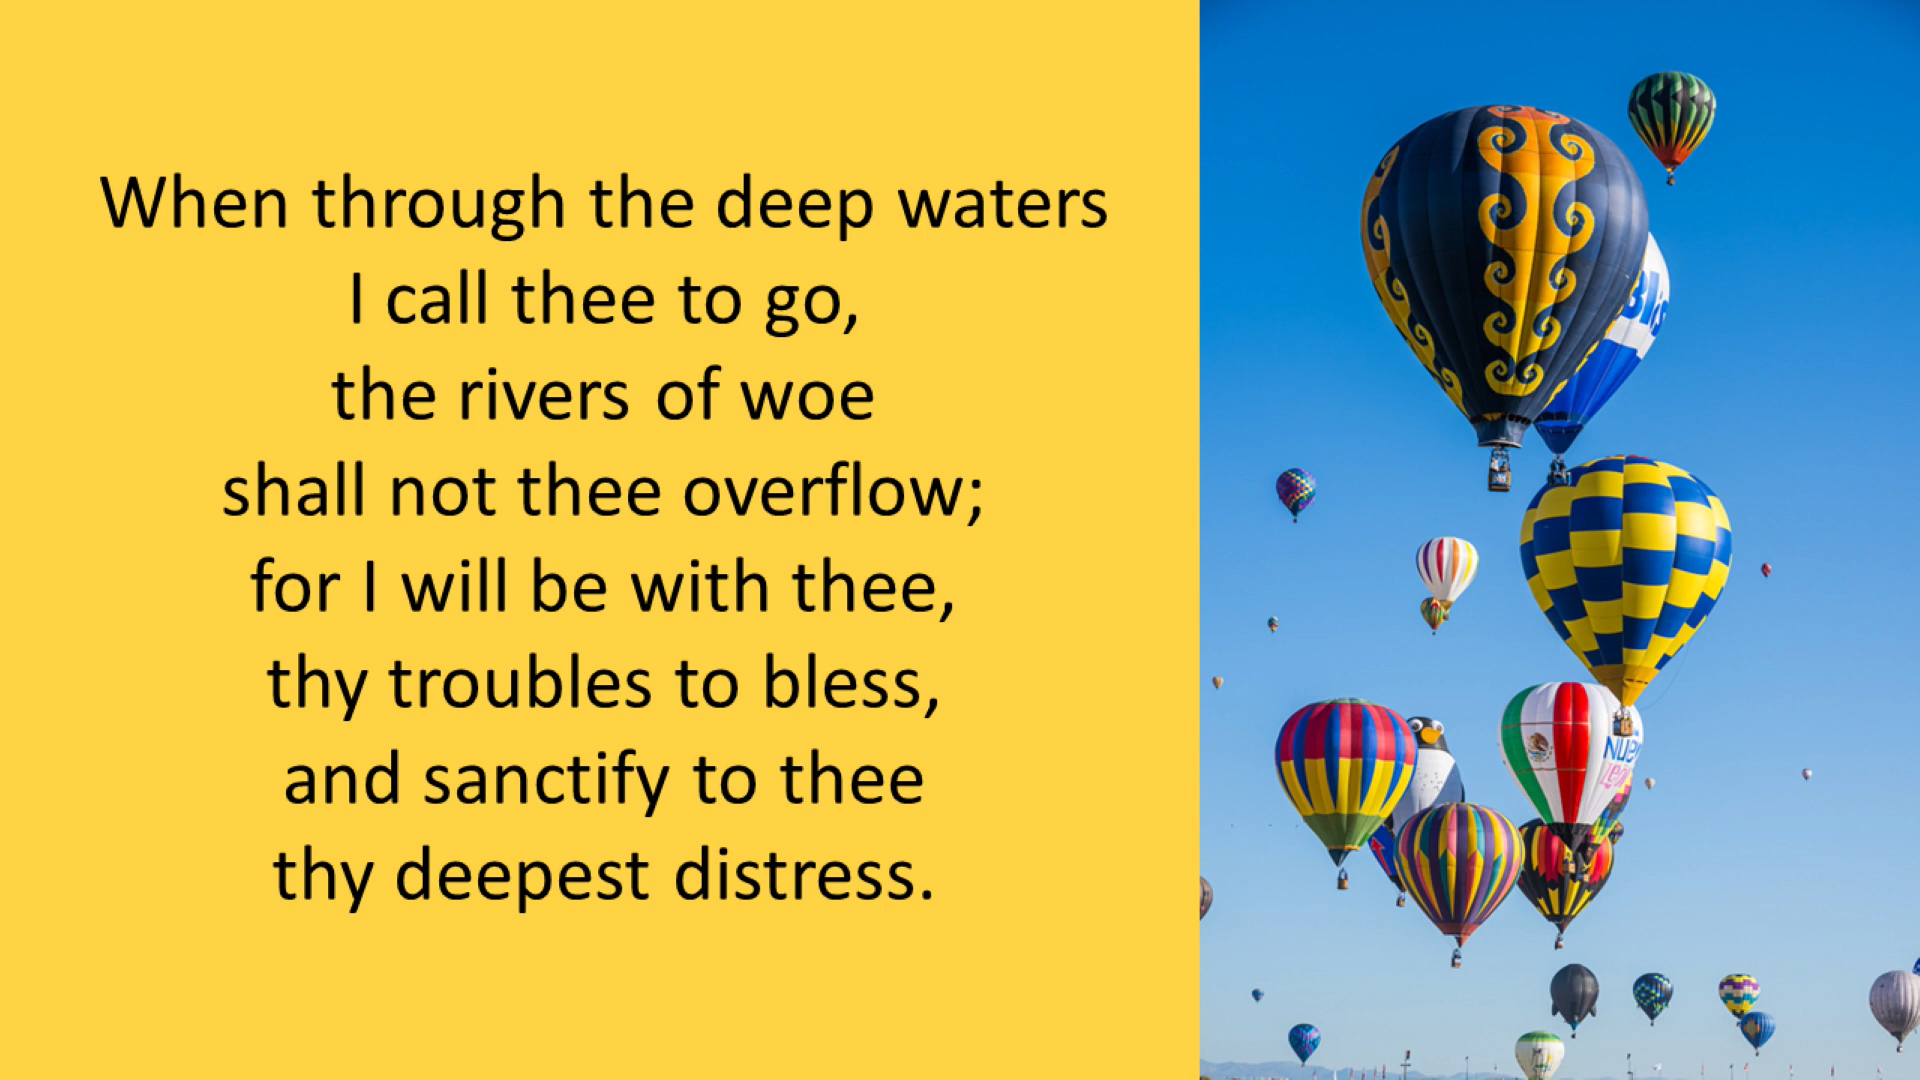 When through the deep waters
I call thee to go,
the rivers of woe
shall not thee overflow;
for I will be with thee,
thy troubles to bless,
and sanctify to thee
thy deepest distress.